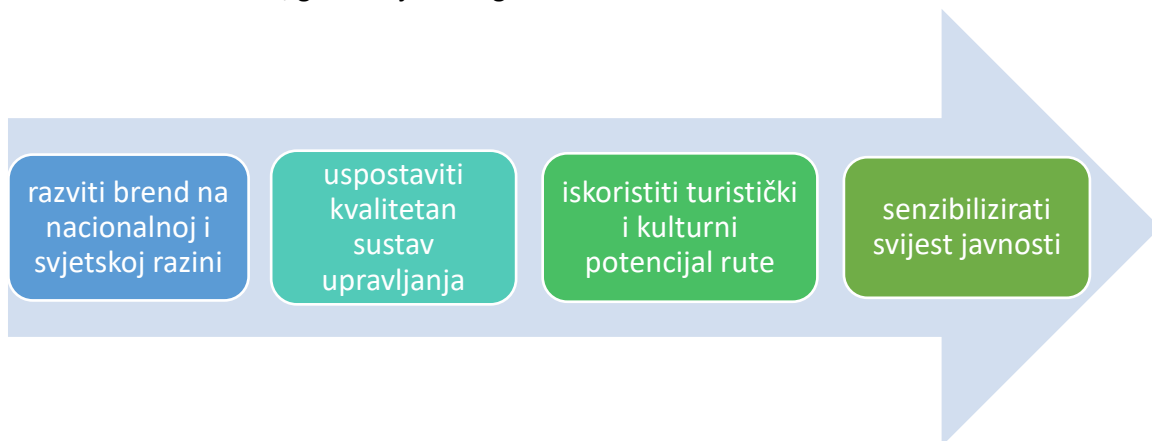 razviti brend na
nacionalnoj i
svjetskoj razini
uspostaviti
kvalitetan
sustav
upravljanja
iskoristiti turistički
i kulturni
potencijal rute
senzibilizirati
svijest javnosti